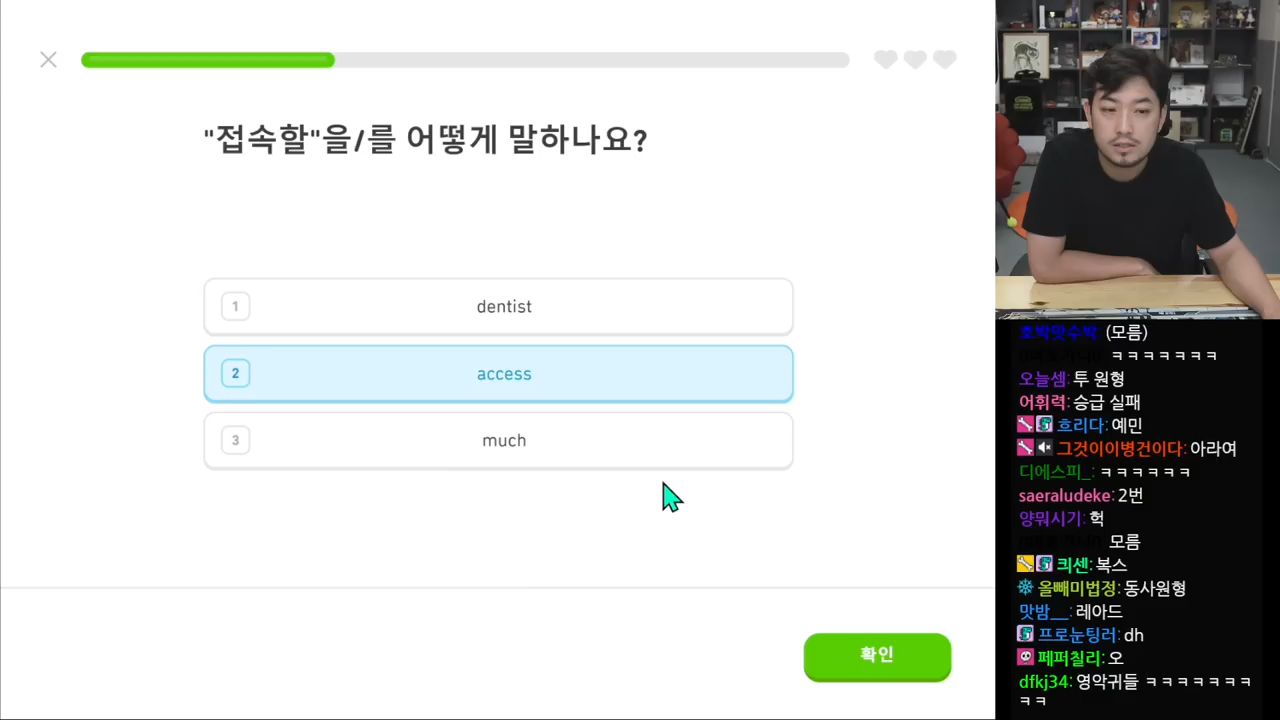 "접속할"을/를 어떻게 말하나요?
1 dentist
2 access
3 much
확인
호박맛수박: (모름)
ㅋㅋㅋㅋㅋㅋㅋ
오늘셈: 투 원형
어휘력: 승급 실패
흐리다: 예민
그것이이병건이다: 아라여
디에스피_: ㅋㅋㅋㅋㅋㅋ
saeraludeke: 2번
양뭐시기: 헉
모름
킈센: 복스
올빼미법정: 동사원형
맛밤__: 레아드
프로눈팅러: dh
페퍼칠리: 오
dfkj34: 영악귀들 ㅋㅋㅋㅋㅋㅋㅋ
ㅋㅋ